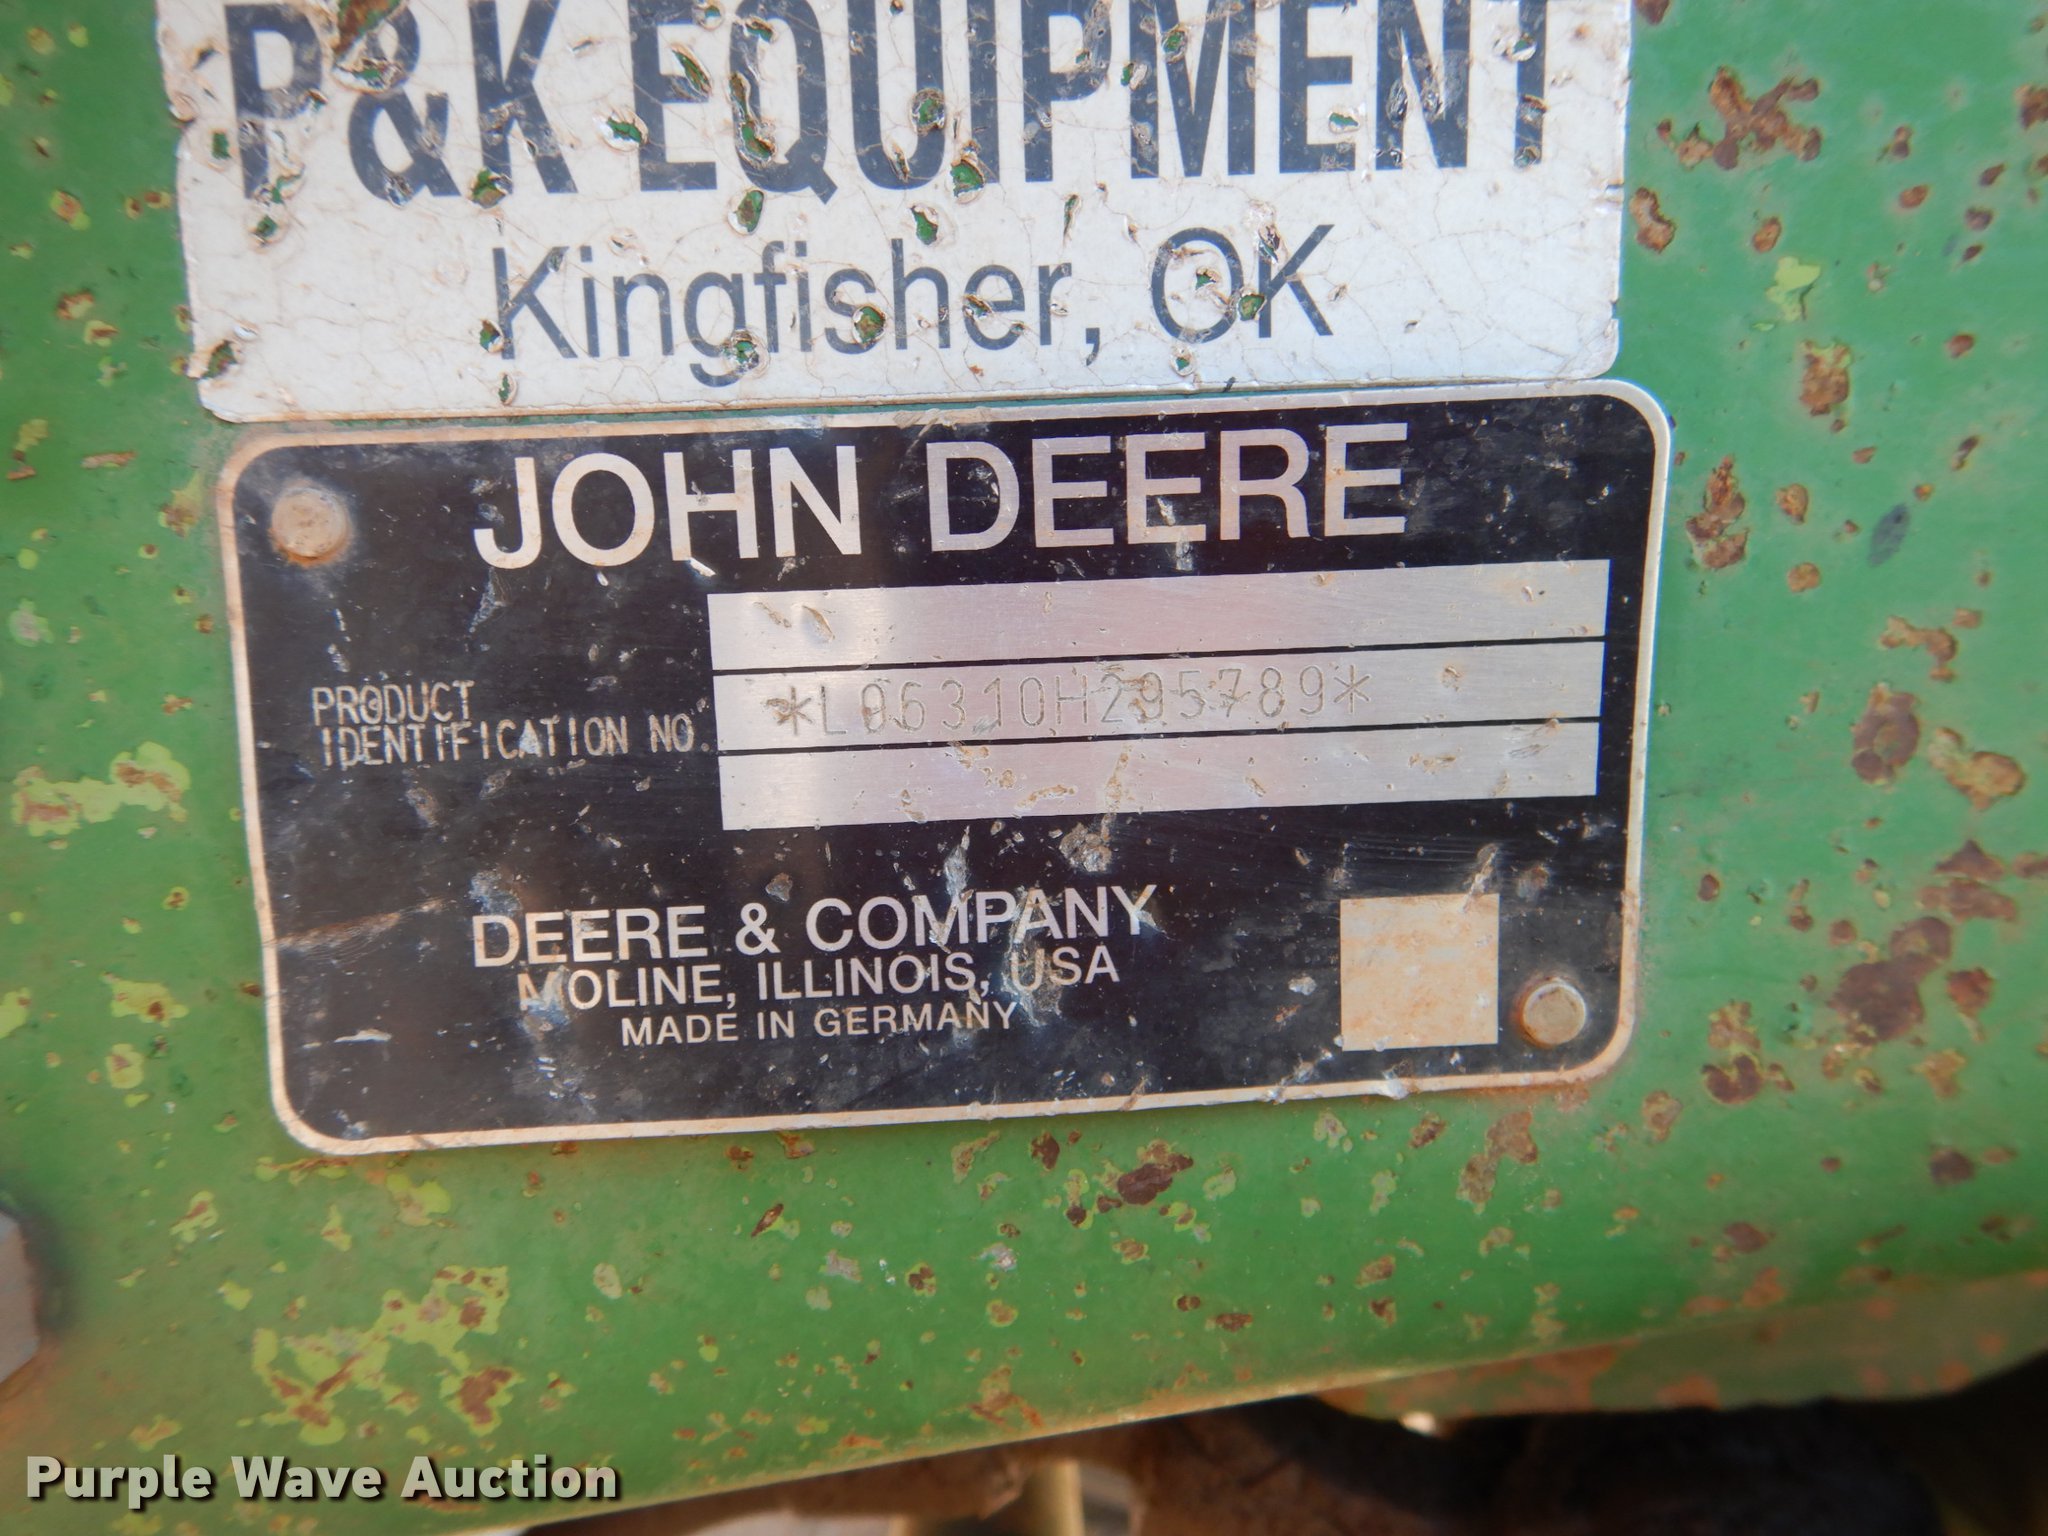 P&K EQUIPMENT
Kingfisher, OK
JOHN DEERE
PRODUCT
IDENTIFICATION NO.
*L06310H295789*
DEERE & COMPANY
MOLINE, ILLINOIS, USA
MADE IN GERMANY
Purple Wave Auction